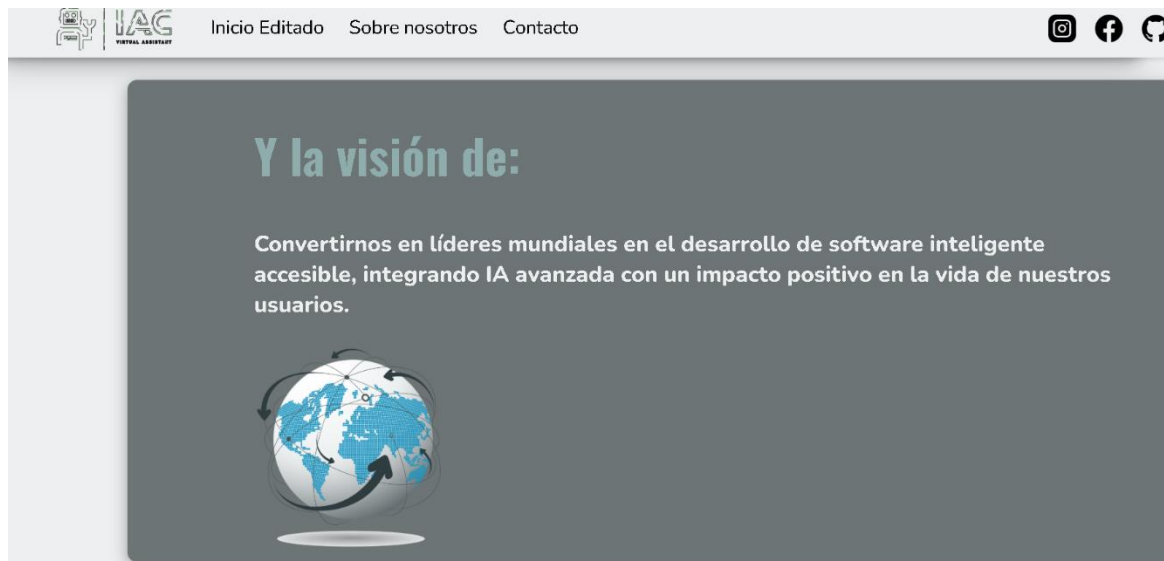 IAC
VIRTUAL ASSISTANT
Inicio Editado Sobre nosotros Contacto
Y la visión de:
Convertirnos en líderes mundiales en el desarrollo de software inteligente
accesible, integrando IA avanzada con un impacto positivo en la vida de nuestros
usuarios.